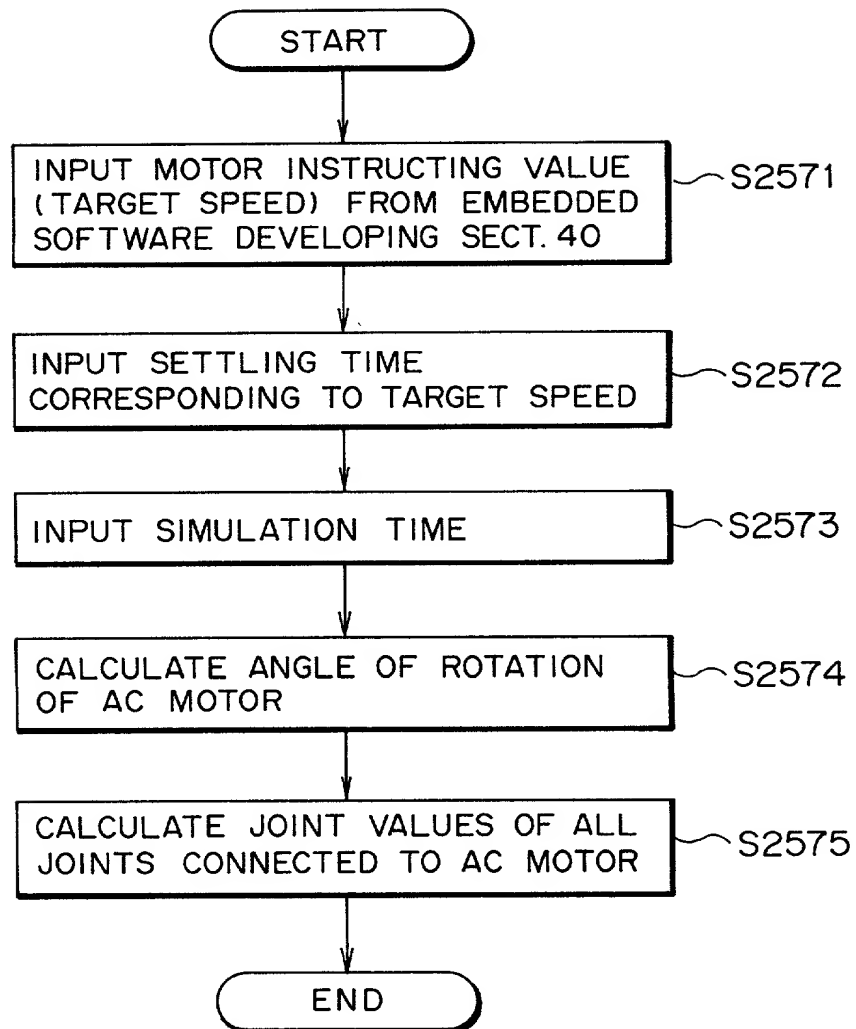 START
INPUT MOTOR INSTRUCTING VALUE
(TARGET SPEED) FROM EMBEDDED
SOFTWARE DEVELOPING SECT. 40
S2571
INPUT SETTLING TIME
CORRESPONDING TO TARGET SPEED
S2572
INPUT SIMULATION TIME
S2573
CALCULATE ANGLE OF ROTATION
OF AC MOTOR
S2574
CALCULATE JOINT VALUES OF ALL
JOINTS CONNECTED TO AC MOTOR
S2575
END